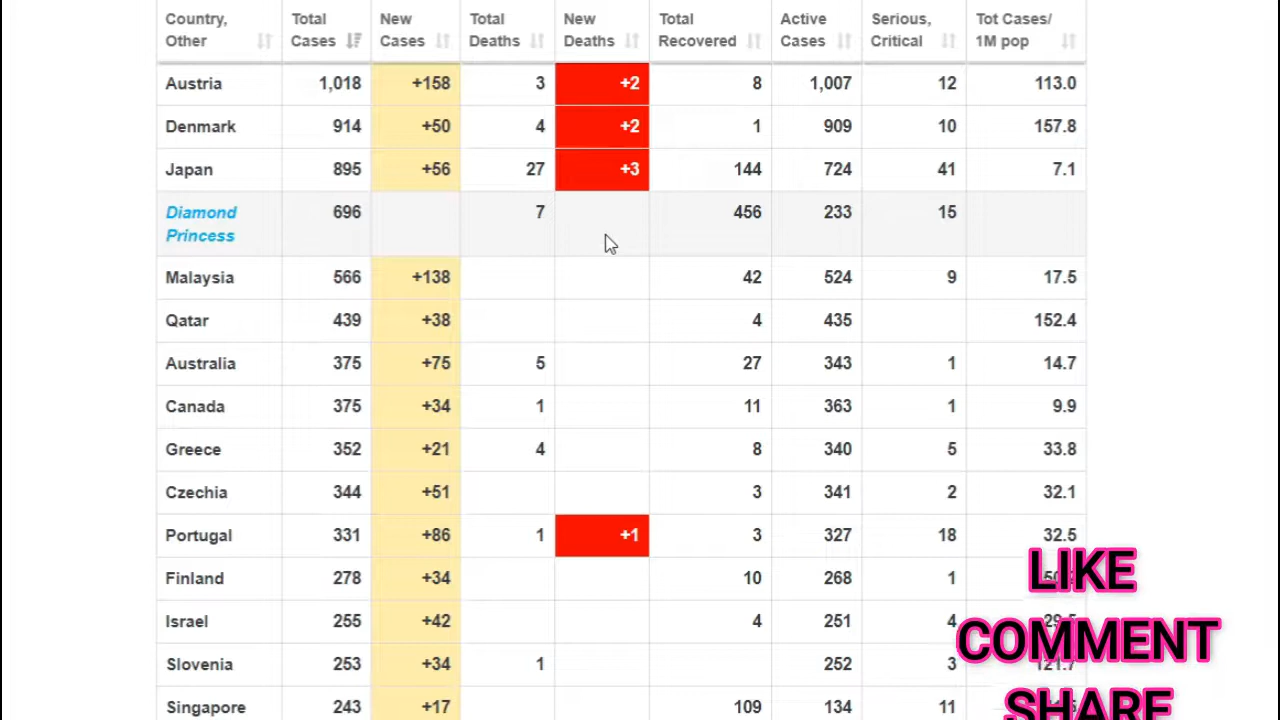 Country, Other Total Cases New Cases Total Deaths New Deaths Total Recovered Active Cases Serious, Critical Tot Cases/ 1M pop
Austria 1,018 +158 3 +2 8 1,007 12 113.0
Denmark 914 +50 4 +2 1 909 10 157.8
Japan 895 +56 27 +3 144 724 41 7.1
Diamond Princess 696 7 456 233 15
Malaysia 566 +138 42 524 9 17.5
Qatar 439 +38 4 435 152.4
Australia 375 +75 5 27 343 1 14.7
Canada 375 +34 1 11 363 1 9.9
Greece 352 +21 4 8 340 5 33.8
Czechia 344 +51 3 341 2 32.1
Portugal 331 +86 1 +1 3 327 18 32.5
Finland 278 +34 10 268 1
Israel 255 +42 4 251 4
Slovenia 253 +34 1 252 3
Singapore 243 +17 109 134 11
LIKE
COMMENT
SHARE